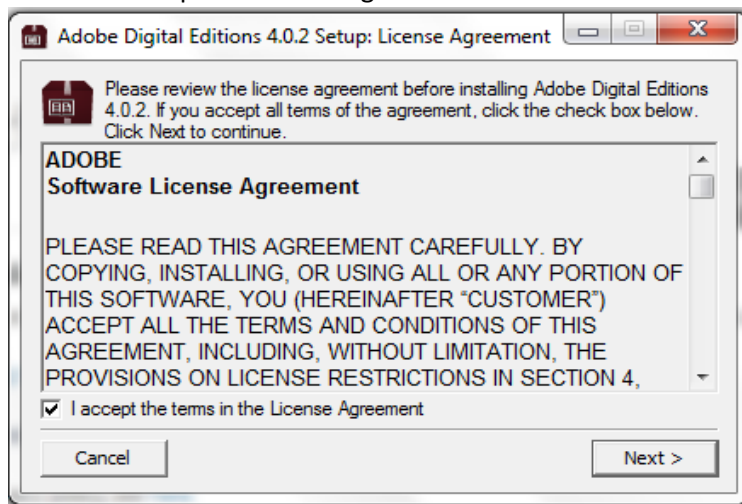 Adobe Digital Editions 4.0.2 Setup: License Agreement
Please review the license agreement before installing Adobe Digital Editions
4.0.2. If you accept all terms of the agreement, click the check box below.
Click Next to continue.
ADOBE
Software License Agreement
PLEASE READ THIS AGREEMENT CAREFULLY. BY
COPYING, INSTALLING, OR USING ALL OR ANY PORTION OF
THIS SOFTWARE, YOU (HEREINAFTER “CUSTOMER”)
ACCEPT ALL THE TERMS AND CONDITIONS OF THIS
AGREEMENT, INCLUDING, WITHOUT LIMITATION, THE
PROVISIONS ON LICENSE RESTRICTIONS IN SECTION 4,
I accept the terms in the License Agreement
Cancel
Next >